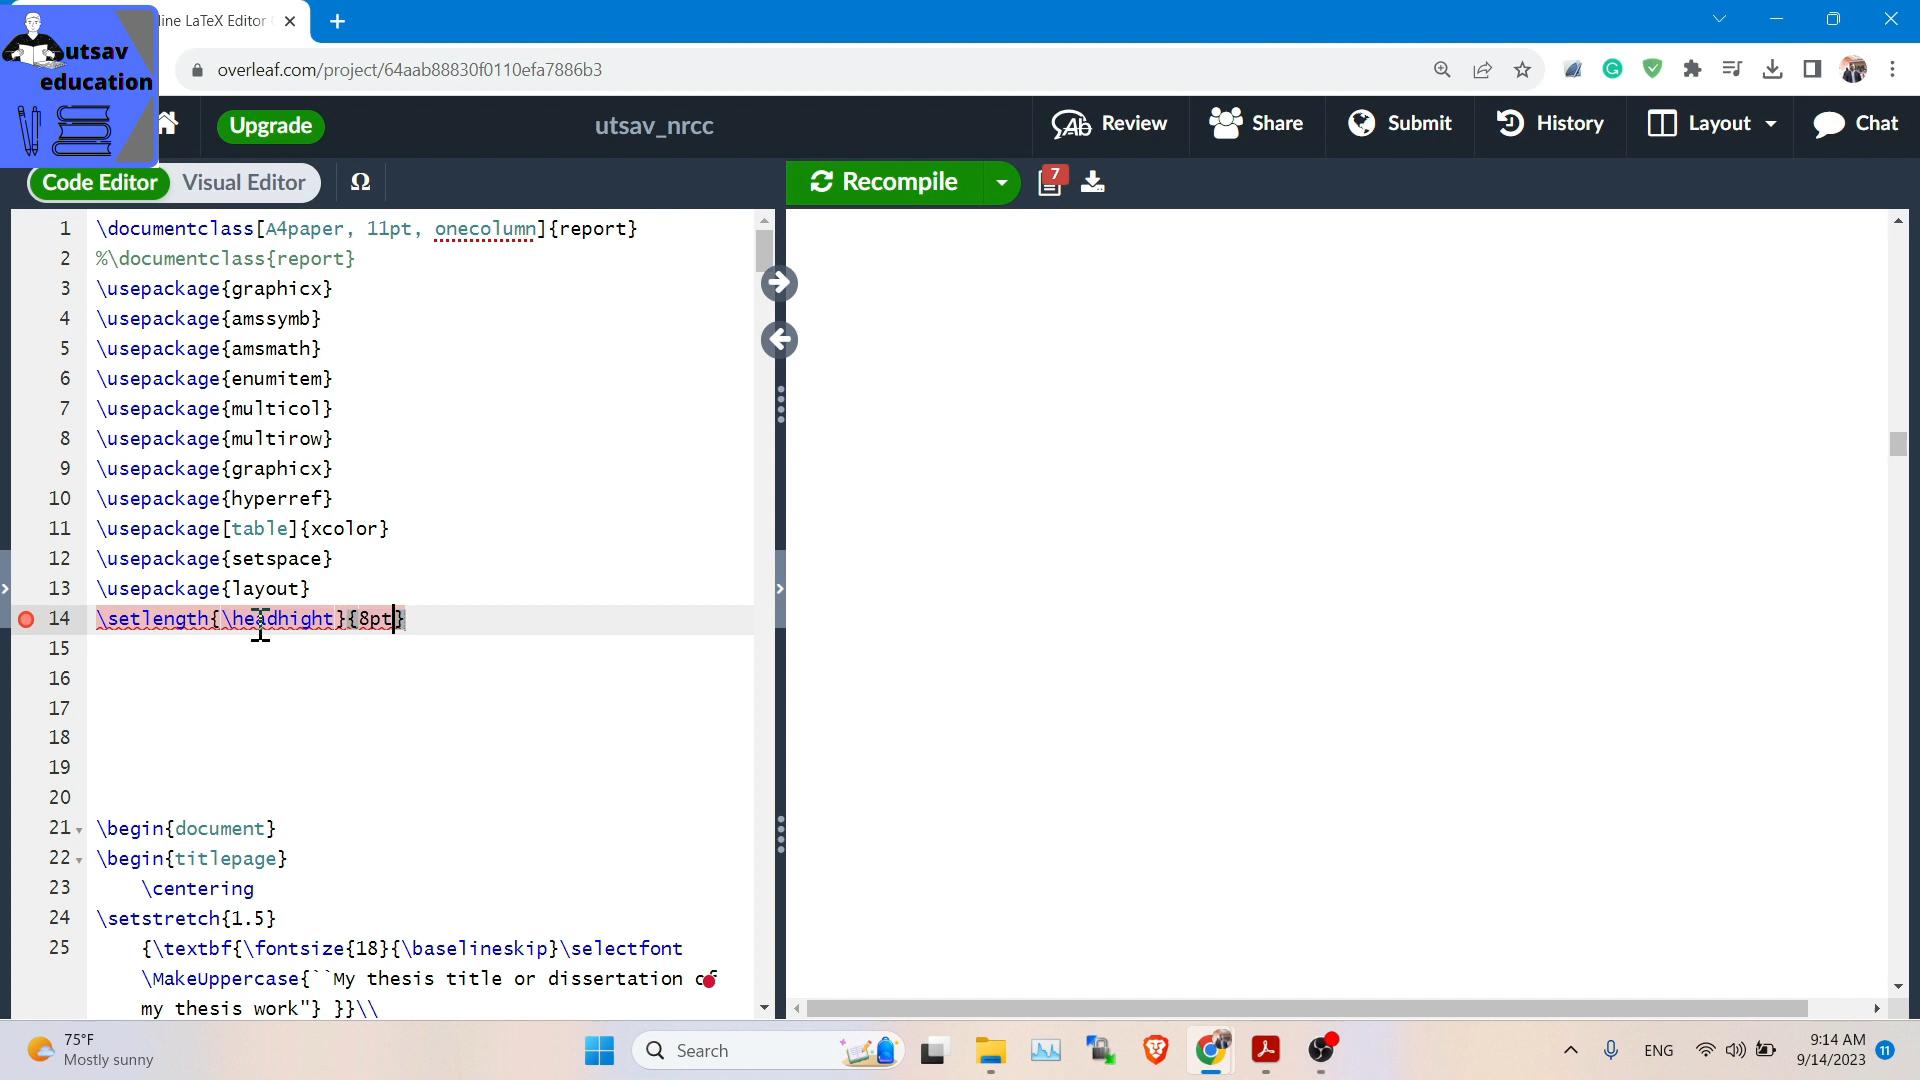 line LaTeX Editor
utsav
education
overleaf.com/project/64aab88830f0110efa7886b3
Upgrade
utsav_nrcc
Review
Share
Submit
History
Layout
Chat
Code Editor
Visual Editor
Ω
Recompile
7
1 \documentclass[A4paper, 11pt, onecolumn]{report}
2 %\documentclass{report}
3 \usepackage{graphicx}
4 \usepackage{amssymb}
5 \usepackage{amsmath}
6 \usepackage{enumitem}
7 \usepackage{multicol}
8 \usepackage{multirow}
9 \usepackage{graphicx}
10 \usepackage{hyperref}
11 \usepackage[table]{xcolor}
12 \usepackage{setspace}
13 \usepackage{layout}
14 \setlength{\headhight}{8pt}
15
16
17
18
19
20
21 \begin{document}
22 \begin{titlepage}
23 \centering
24 \setstretch{1.5}
25 {\textbf{\fontsize{18}{\baselineskip}\selectfont
\MakeUppercase{``My thesis title or dissertation of
my thesis work"} }}\\
75°F
Mostly sunny
Search
ENG
9:14 AM
9/14/2023
11